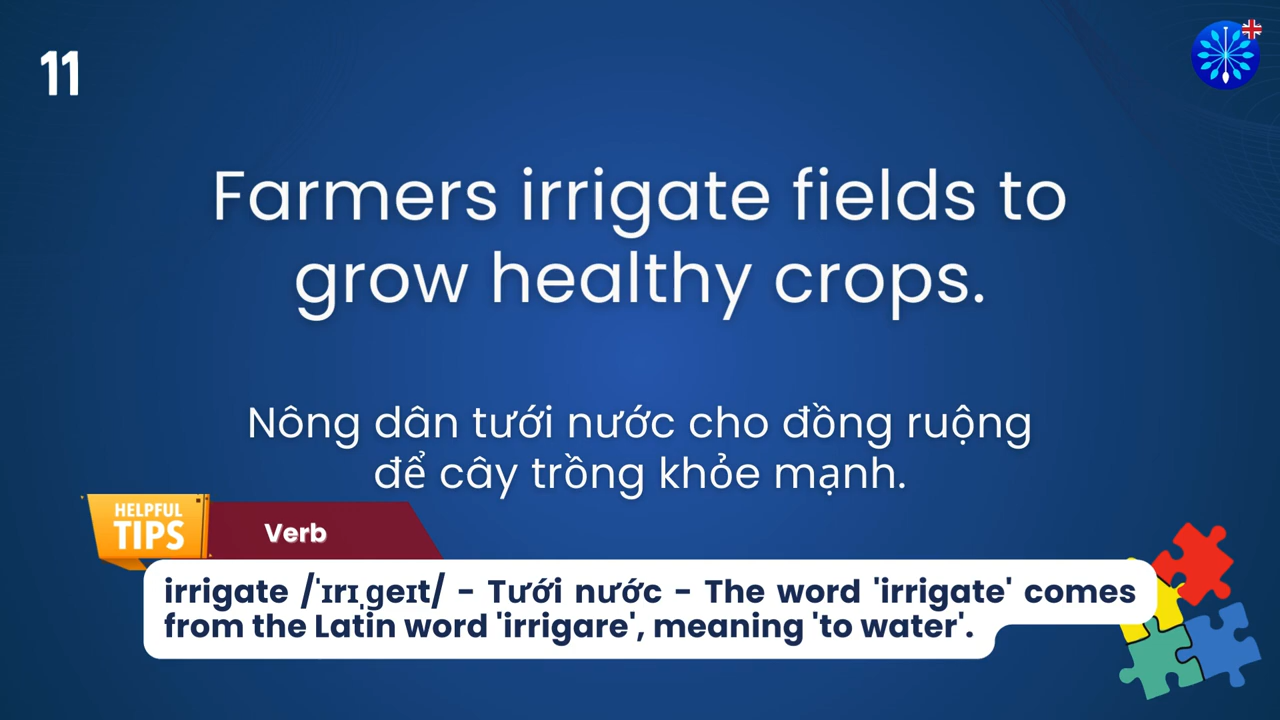 11
Farmers irrigate fields to
grow healthy crops.
Nông dân tưới nước cho đồng ruộng
để cây trồng khỏe mạnh.
HELPFUL
TIPS
Verb
irrigate /ˈɪrɪˌɡeɪt/ - Tưới nước - The word 'irrigate' comes
from the Latin word 'irrigare', meaning 'to water'.